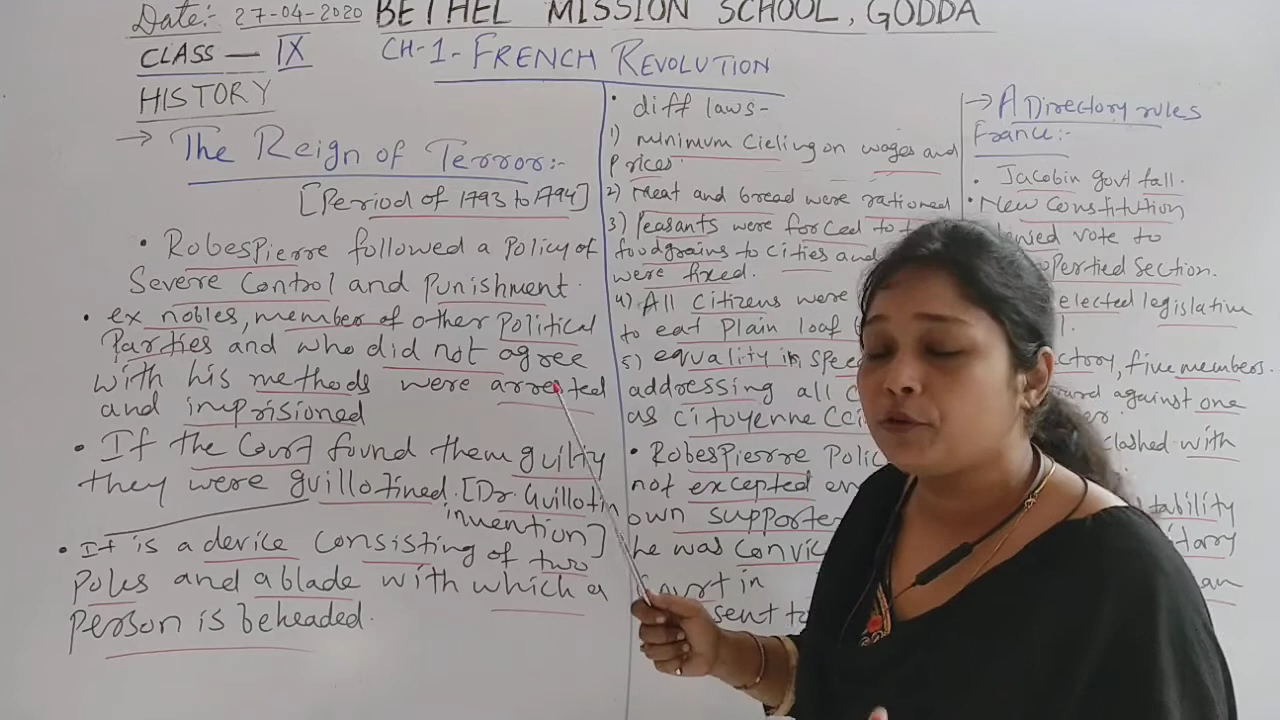 Date:- 27-04-2020 BETHEL MISSION SCHOOL, GODDA
CLASS — IX CH-1- FRENCH REVOLUTION
HISTORY
→ The Reign of Terror:-
[Period of 1793 to 1794]
• Robespierre followed a policy of
Severe Control and Punishment.
• ex nobles, member of other Political
Parties and who did not agree
with his methods were arrested
and imprisioned
• If the Court found them guilty
they were guillotined. [Dr. Guillotin
invention]
• It is a device consisting of two
Poles and a blade with which a
Person is beheaded.
• diff laws-
1) minimum Cieling on wages and
Prices.
2) Meat and bread were rationed
3) Peasants were forced to
foodgrains to cities and
were fixed.
4) All Citizens were
to eat Plain loaf
5) equality in
addressing all
as Citoyenne
• Robespierre
not excepted
own
he was
Court in
sent to
→ A Directory rules
France:-
• Jacobin govt fall.
• New Constitution
vote to
Section.
elected legislative
five members.
against one
clashed with
an